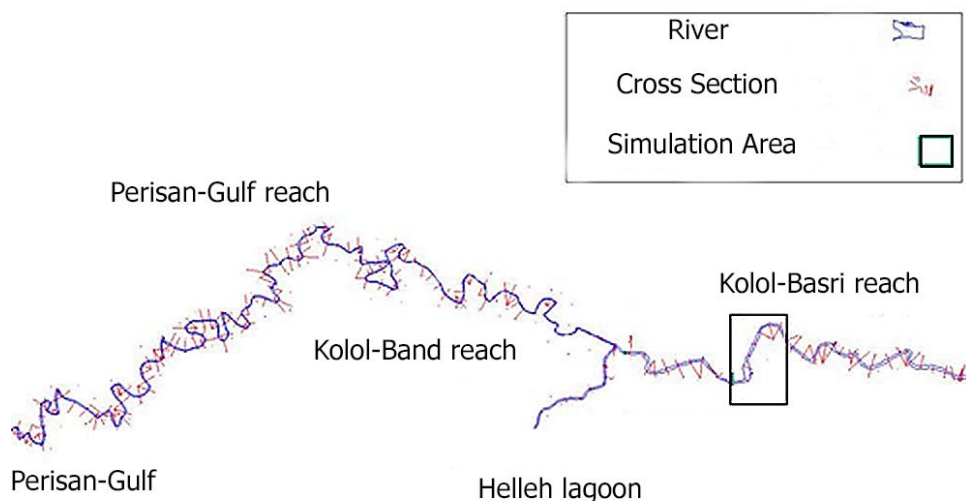 River
Cross Section
Simulation Area
Perisan-Gulf reach
Kolol-Basri reach
Kolol-Band reach
Perisan-Gulf
Helleh lagoon